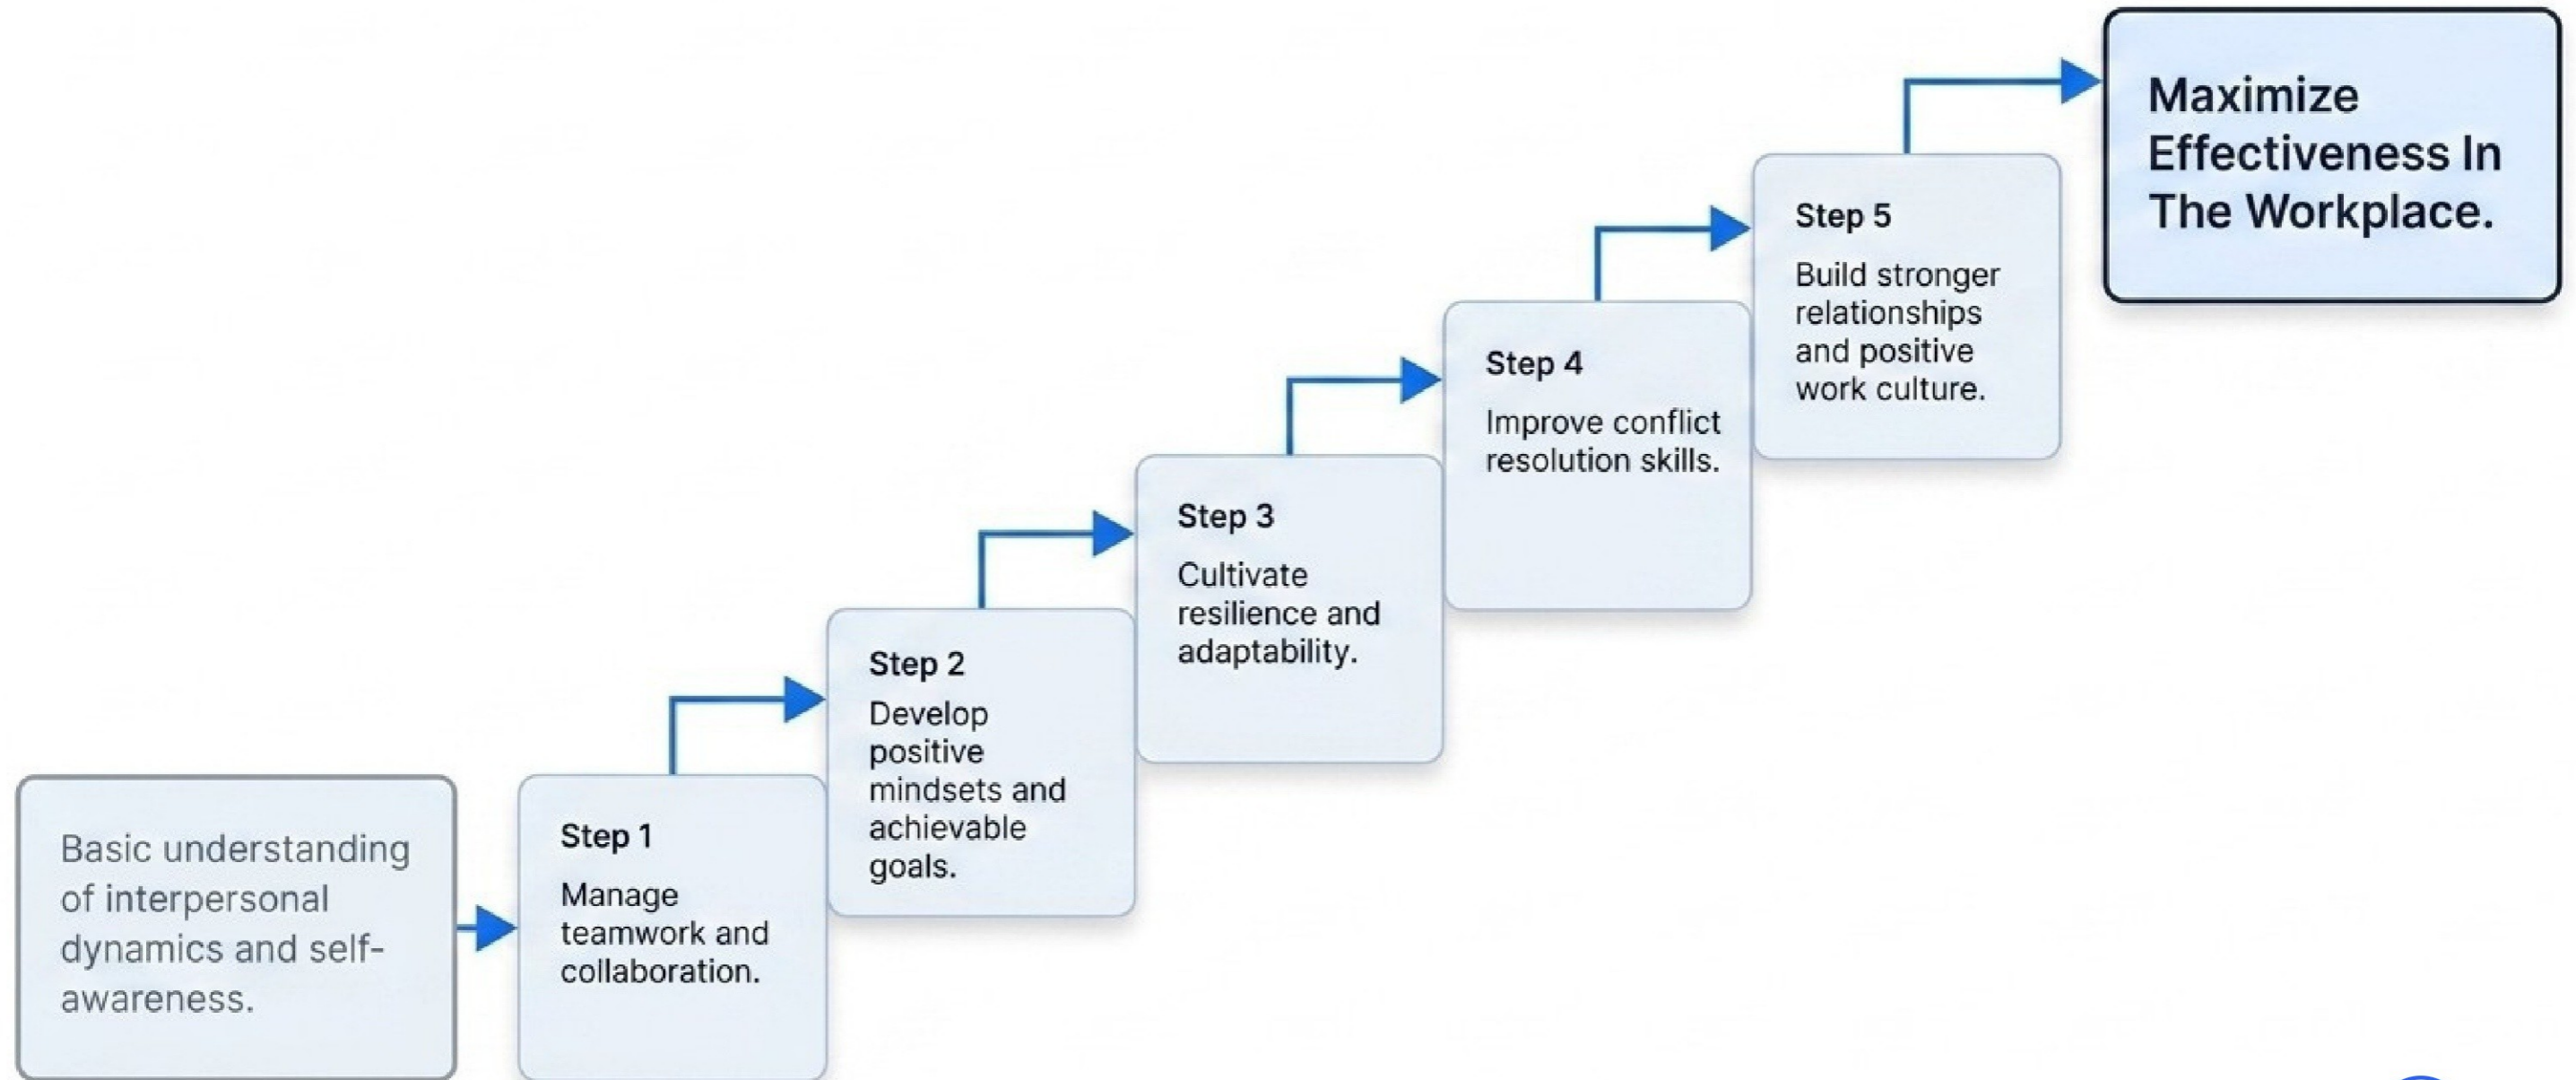 Maximize
Effectiveness In
The Workplace.
Step 5
Build stronger
relationships
and positive
work culture.
Step 4
Improve conflict
resolution skills.
Step 3
Cultivate
resilience and
adaptability.
Step 2
Develop
positive
mindsets and
achievable
goals.
Step 1
Manage
teamwork and
collaboration.
Basic understanding
of interpersonal
dynamics and self-
awareness.